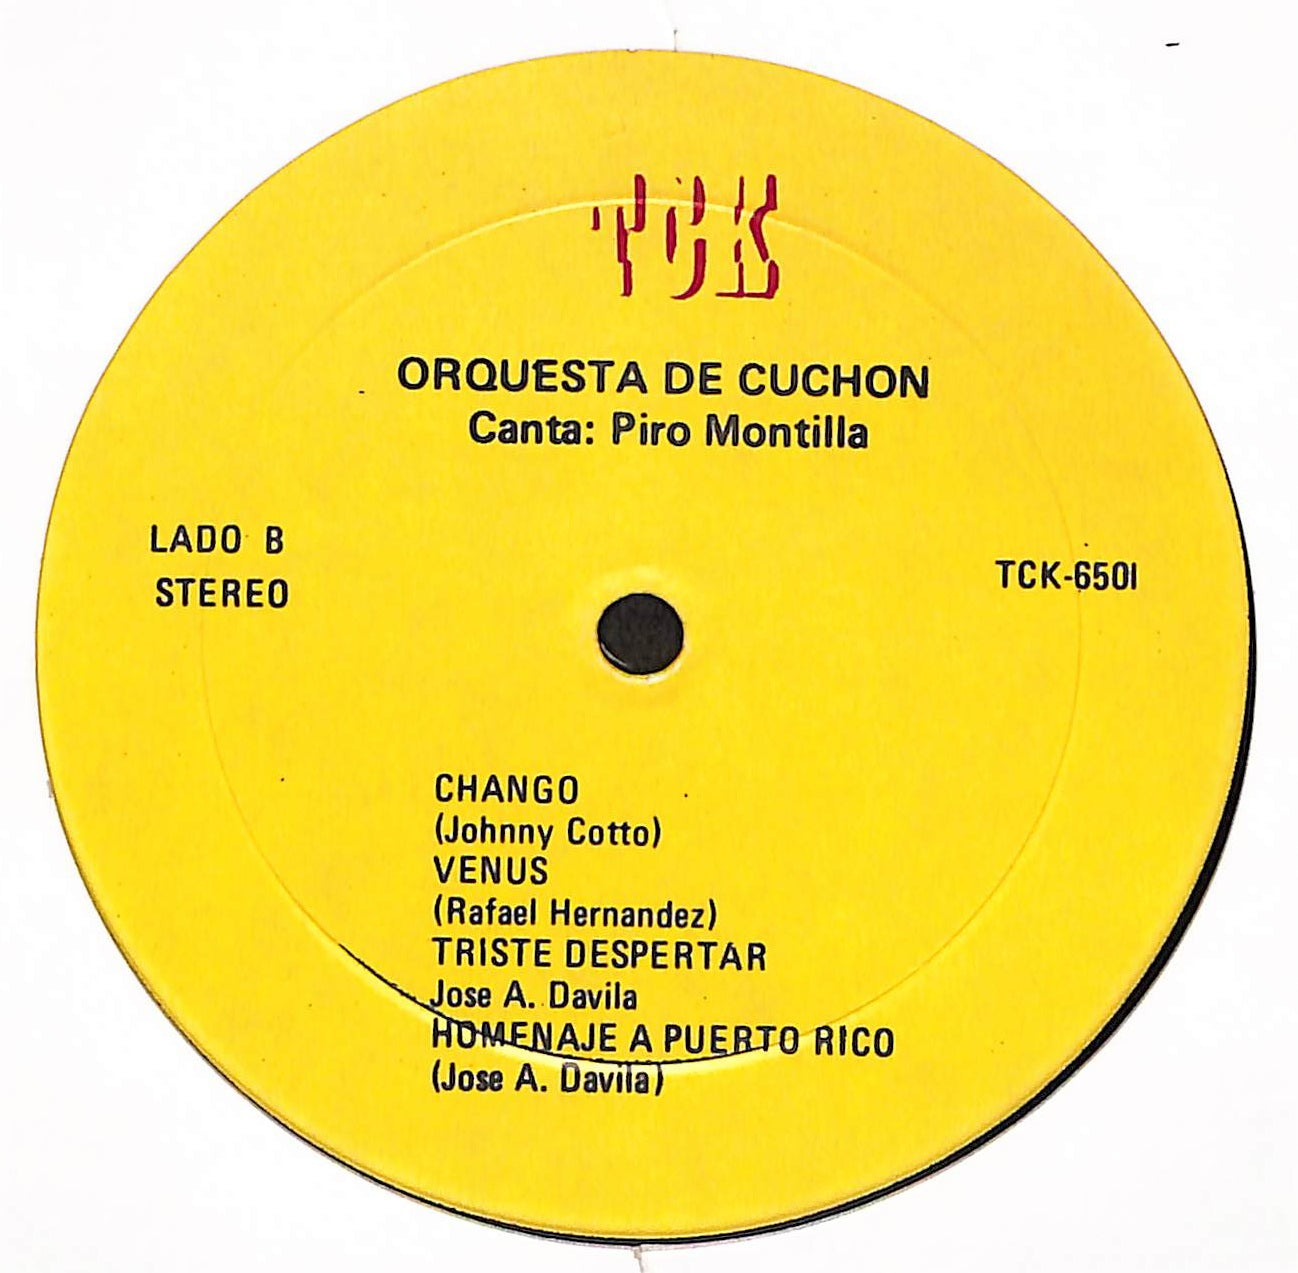 TCK
ORQUESTA DE CUCHON
Canta: Piro Montilla
LADO B
STEREO
TCK-6501
CHANGO
(Johnny Cotto)
VENUS
(Rafael Hernandez)
TRISTE DESPERTAR
Jose A. Davila
HOMENAJE A PUERTO RICO
(Jose A. Davila)